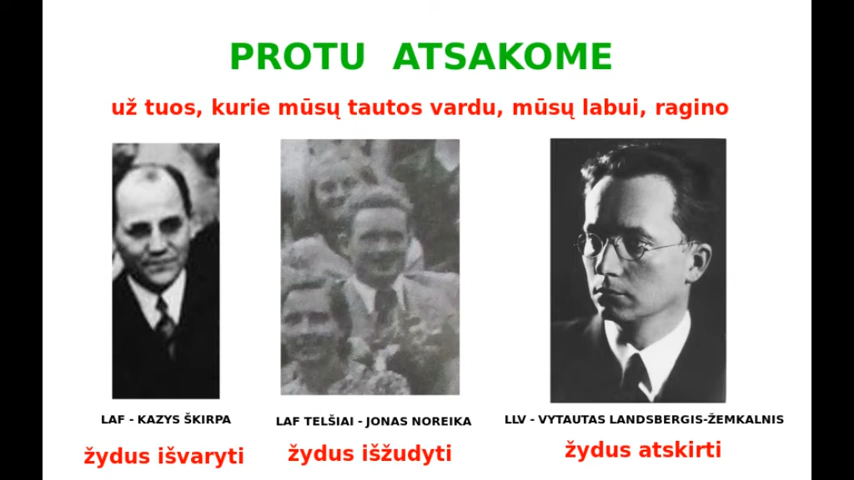 PROTU ATSAKOME
už tuos, kurie mūsų tautos vardu, mūsų labui, ragino
LAF - KAZYS ŠKIRPA
žydus išvaryti
LAF TELŠIAI - JONAS NOREIKA
žydus išžudyti
LLV - VYTAUTAS LANDSBERGIS-ŽEMKALNIS
žydus atskirti